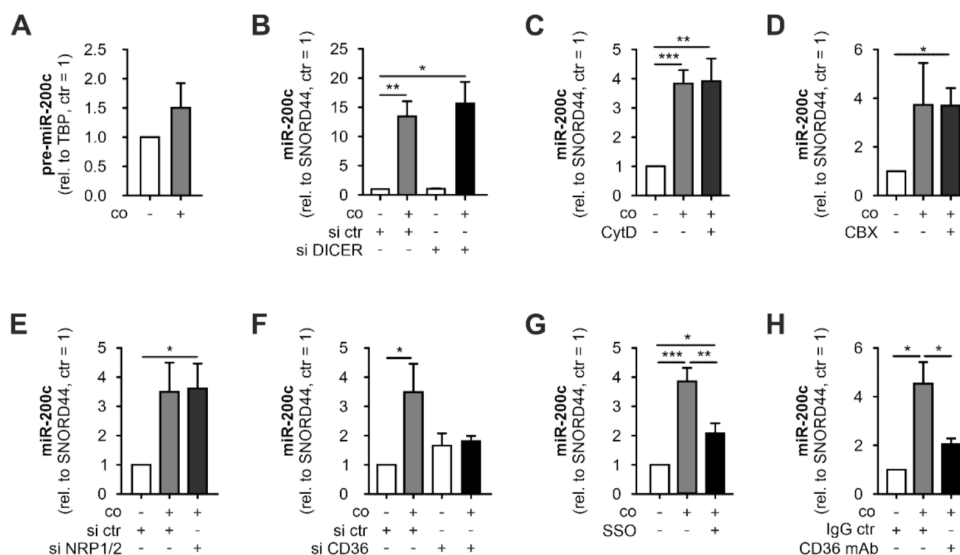 A
pre-miR-200c
(rel. to TBP, ctr = 1)
2.5
2.0
1.5
1.0
0.5
0.0
co - +
B
miR-200c
(rel. to SNORD44, ctr = 1)
25
20
15
10
5
0
* 
**
co - + - +
si ctr + + - -
si DICER - - + +
C
miR-200c
(rel. to SNORD44, ctr = 1)
5
4
3
2
1
0
**
***
co - + +
CytD - - +
D
miR-200c
(rel. to SNORD44, ctr = 1)
6
4
2
0
*
co - + +
CBX - - +
E
miR-200c
(rel. to SNORD44, ctr = 1)
5
4
3
2
1
0
*
co - + +
si ctr + + -
si NRP1/2 - - +
F
miR-200c
(rel. to SNORD44, ctr = 1)
5
4
3
2
1
0
*
co - + - +
si ctr + + - -
si CD36 - - + +
G
miR-200c
(rel. to SNORD44, ctr = 1)
5
4
3
2
1
0
*
*** **
co - + +
SSO - - +
H
miR-200c
(rel. to SNORD44, ctr = 1)
6
4
2
0
* *
co - + +
IgG ctr + + -
CD36 mAb - - +